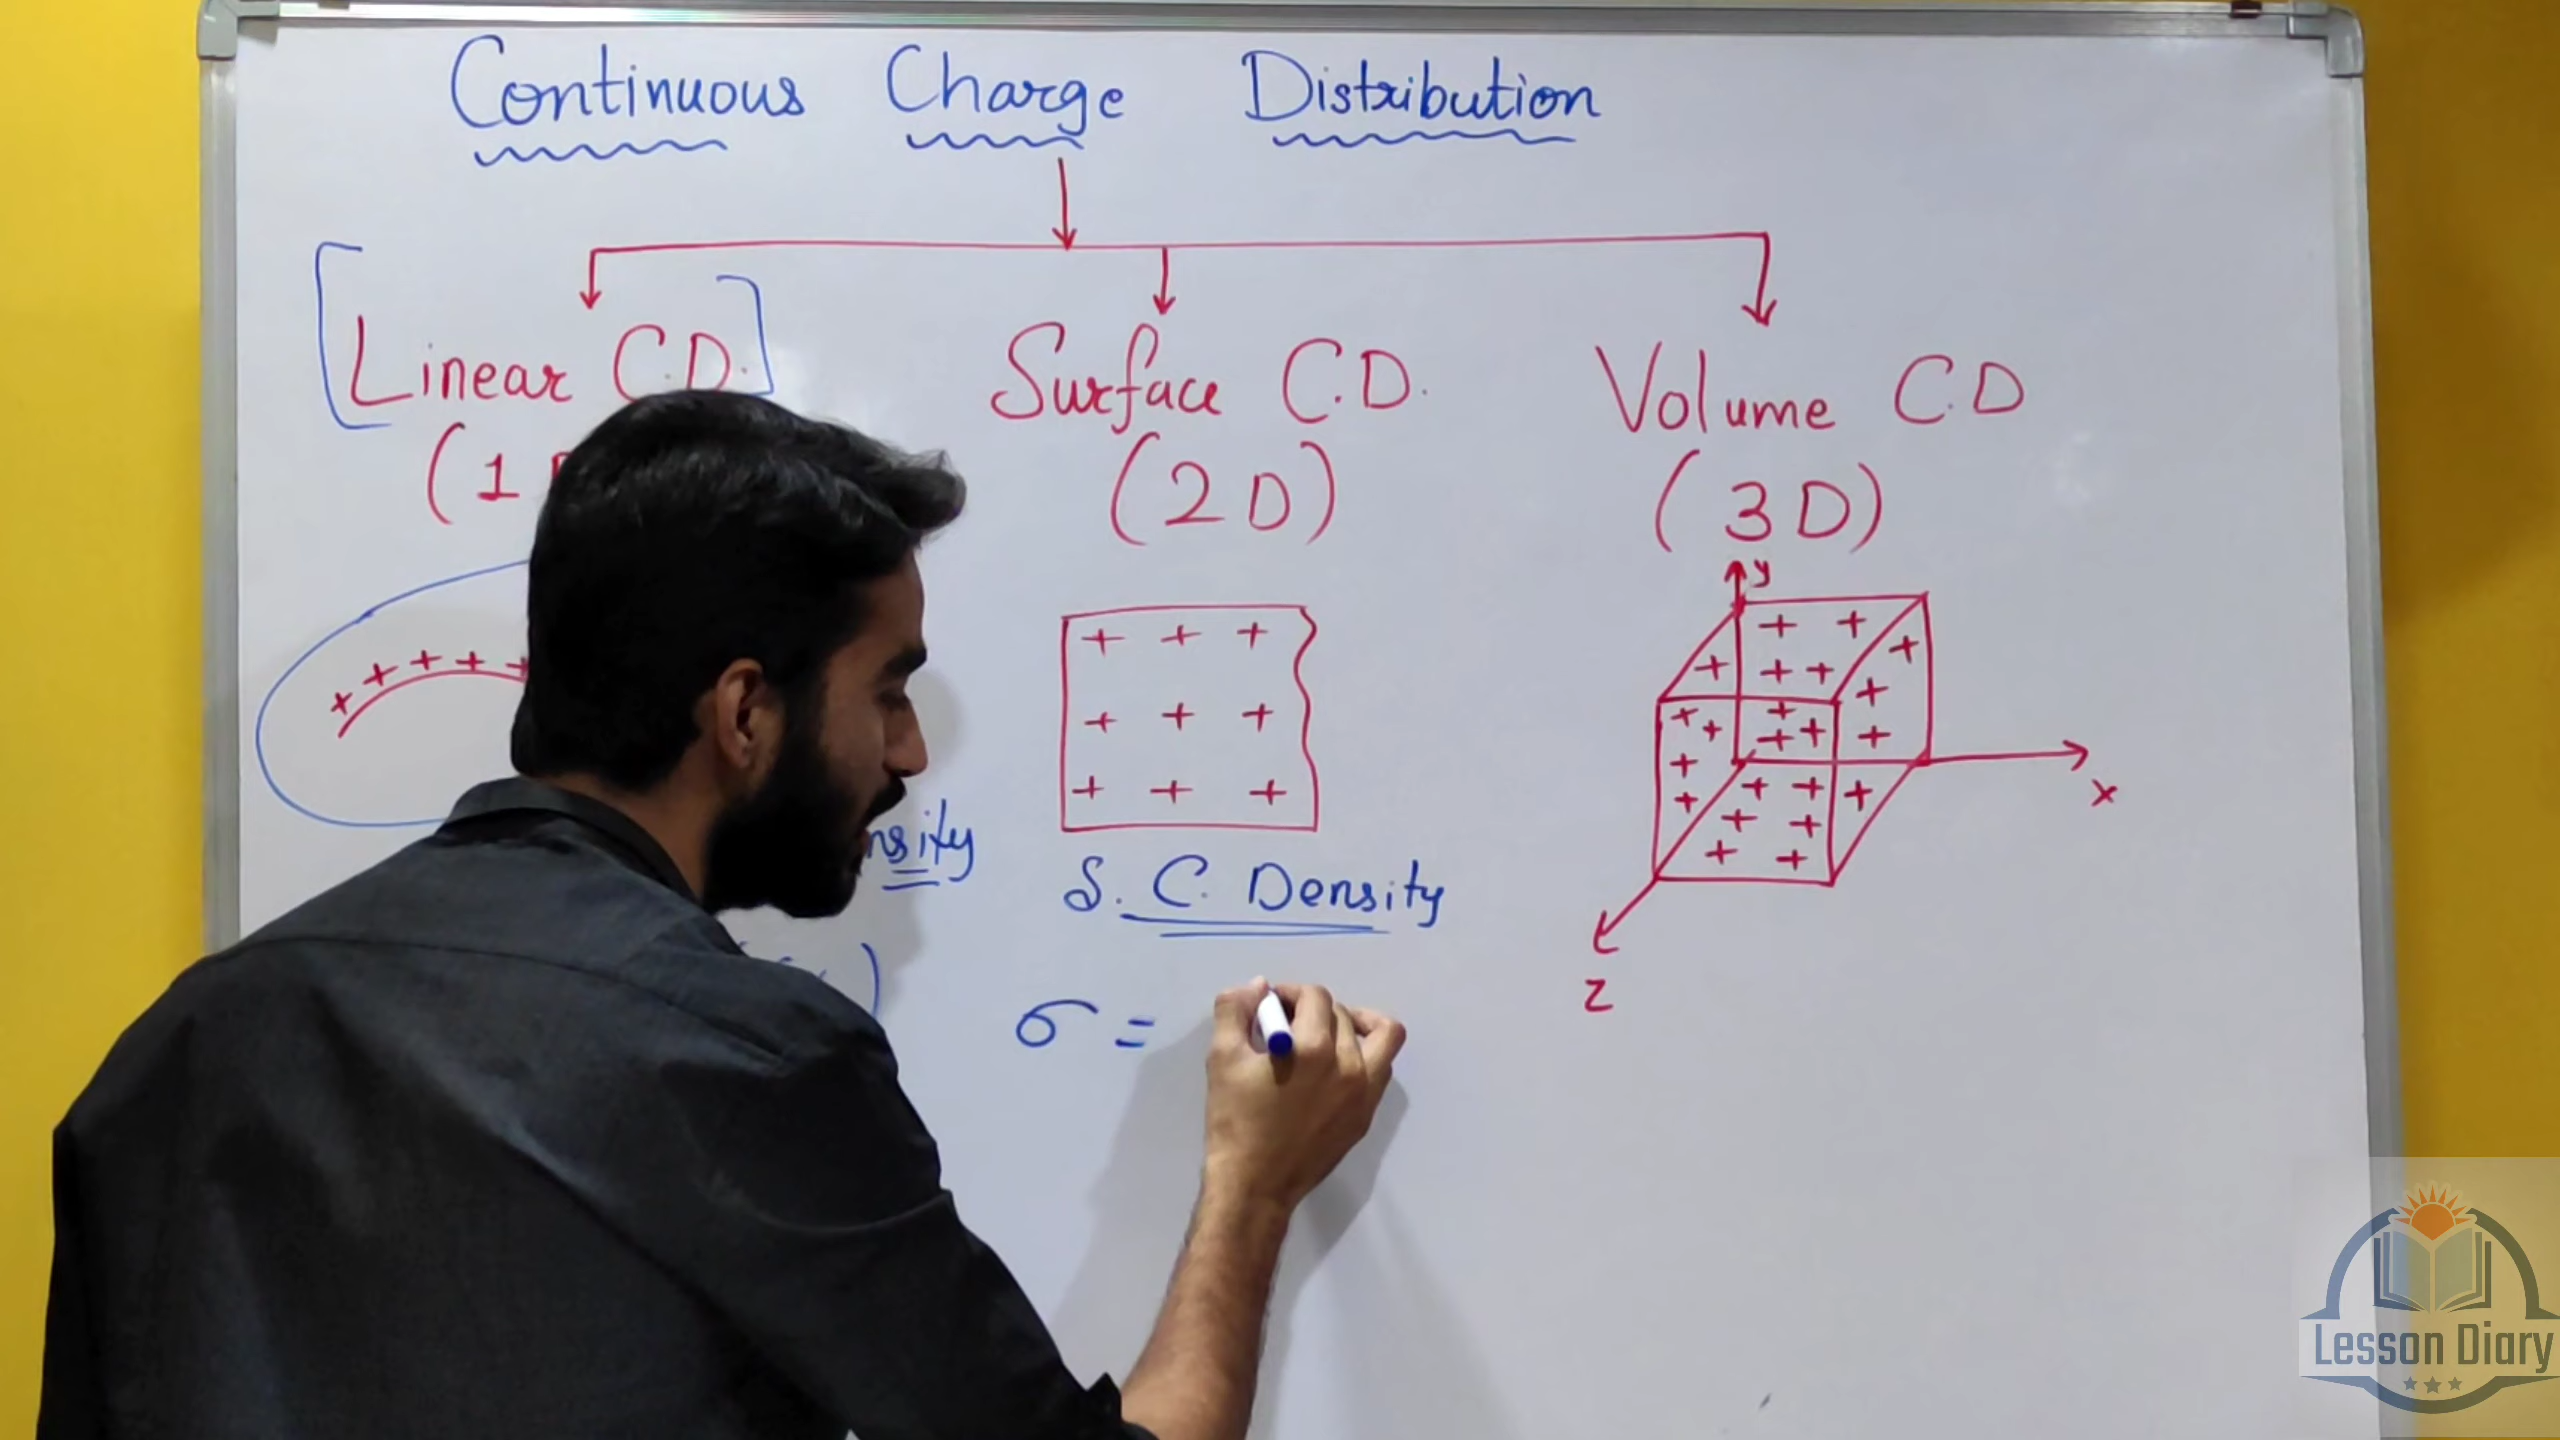 Continuous Charge Distribution
Linear C.D.
(1
Surface C.D.
(2D)
Volume C.D
(3D)
+ + + + +
+ + +
+ + +
+ + +
y
x
z
S. C. Density
σ =
Lesson Diary